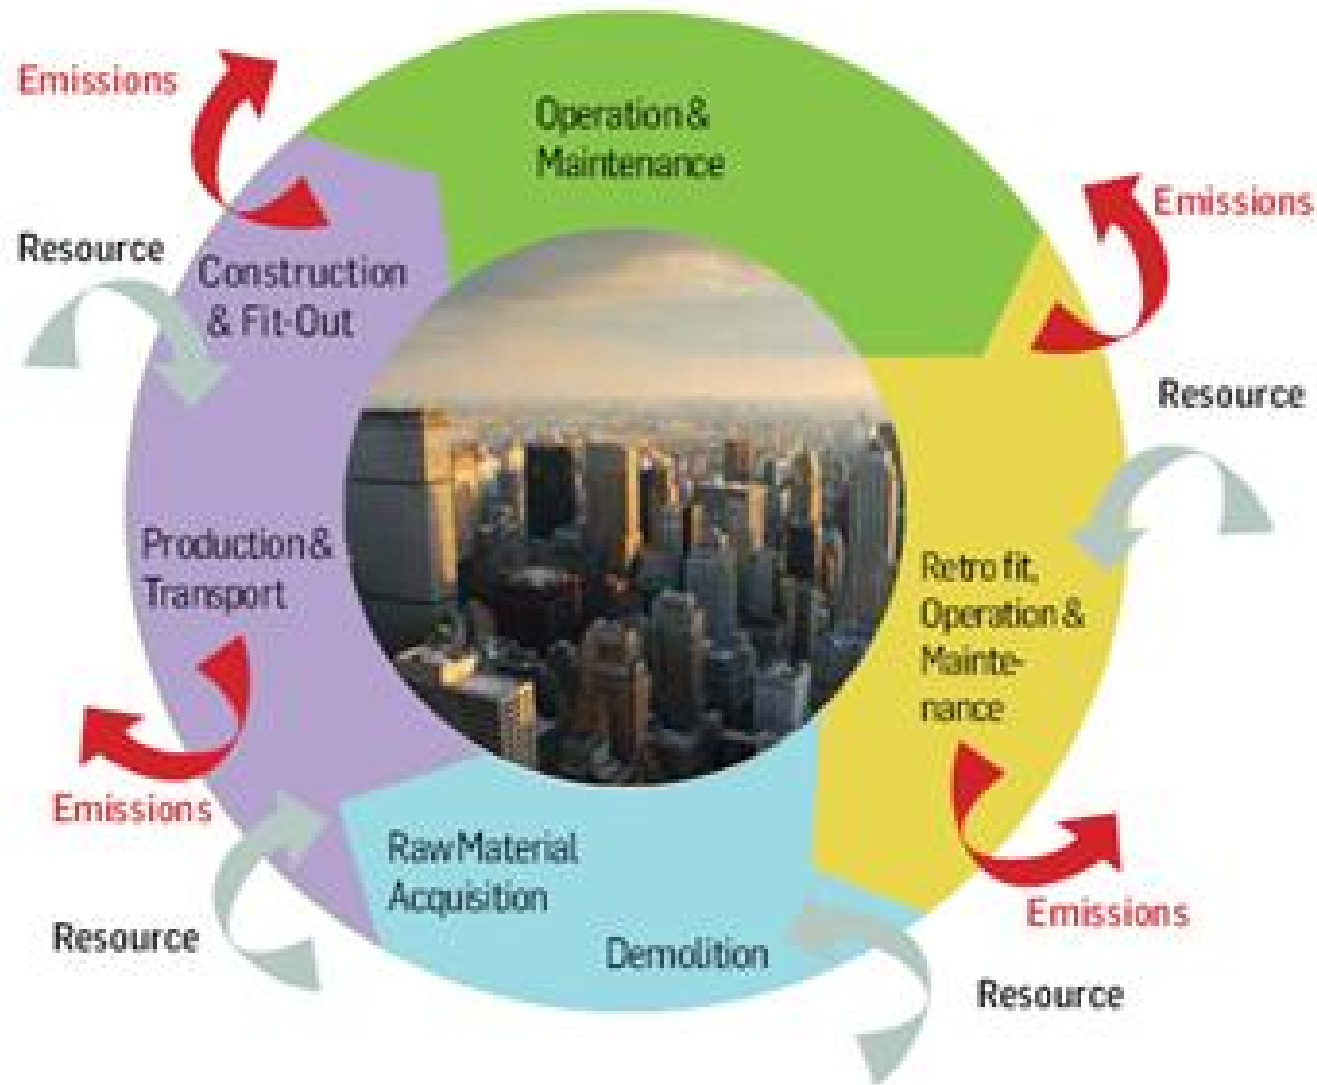 Emissions
Operation &
Maintenance
Emissions
Resource
Construction
& Fit-Out
Resource
Production &
Transport
Retro fit,
Operation &
Mainte-
nance
Emissions
Raw Material
Acquisition
Emissions
Resource
Demolition
Resource